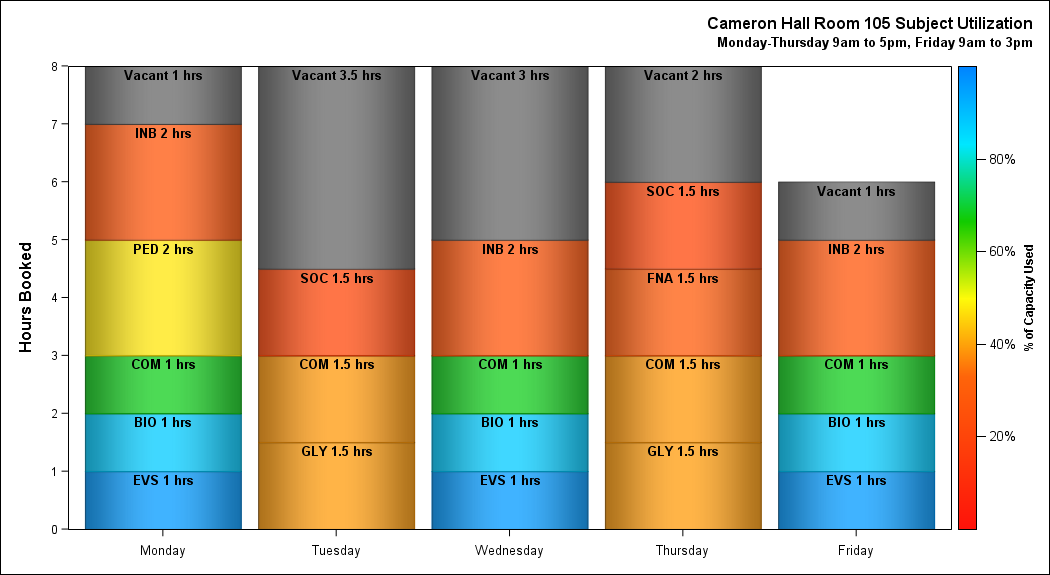 Cameron Hall Room 105 Subject Utilization
Monday-Thursday 9am to 5pm, Friday 9am to 3pm
Hours Booked
8
7
6
5
4
3
2
1
0
Vacant 1 hrs
INB 2 hrs
PED 2 hrs
COM 1 hrs
BIO 1 hrs
EVS 1 hrs
Monday
Vacant 3.5 hrs
SOC 1.5 hrs
COM 1.5 hrs
GLY 1.5 hrs
Tuesday
Vacant 3 hrs
INB 2 hrs
COM 1 hrs
BIO 1 hrs
EVS 1 hrs
Wednesday
Vacant 2 hrs
SOC 1.5 hrs
FNA 1.5 hrs
COM 1.5 hrs
GLY 1.5 hrs
Thursday
Vacant 1 hrs
INB 2 hrs
COM 1 hrs
BIO 1 hrs
EVS 1 hrs
Friday
80%
60%
40%
20%
% of Capacity Used